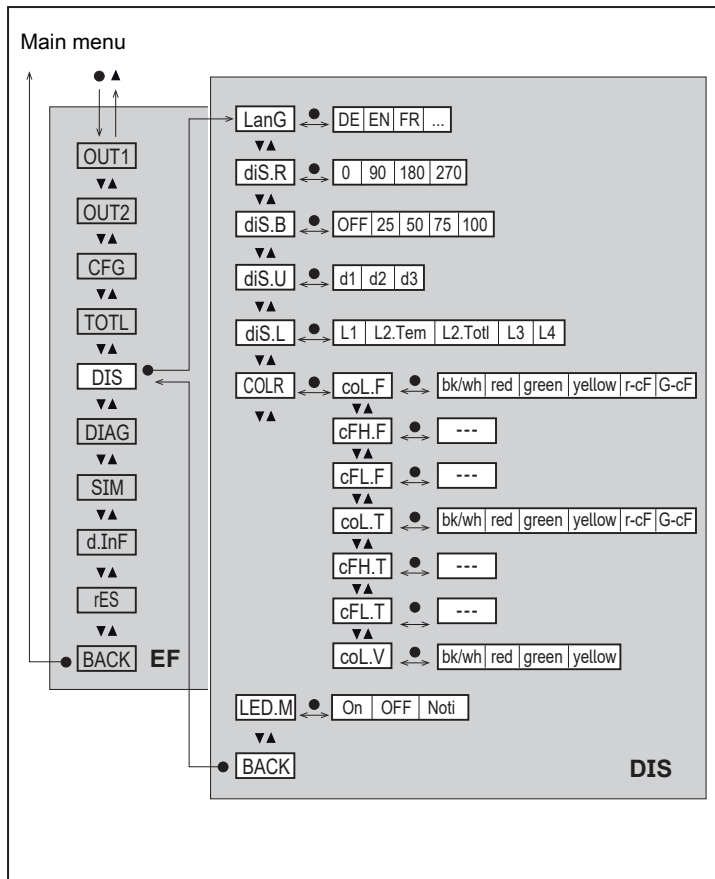 Main menu
OUT1
OUT2
CFG
TOTL
DIS
DIAG
SIM
d.InF
rES
BACK EF
LanG DE EN FR ...
diS.R 0 90 180 270
diS.B OFF 25 50 75 100
diS.U d1 d2 d3
diS.L L1 L2.Tem L2.Totl L3 L4
COLR coL.F bk/wh red green yellow r-cF G-cF
cFH.F ---
cFL.F ---
coL.T bk/wh red green yellow r-cF G-cF
cFH.T ---
cFL.T ---
coL.V bk/wh red green yellow
LED.M On OFF Noti
BACK
DIS